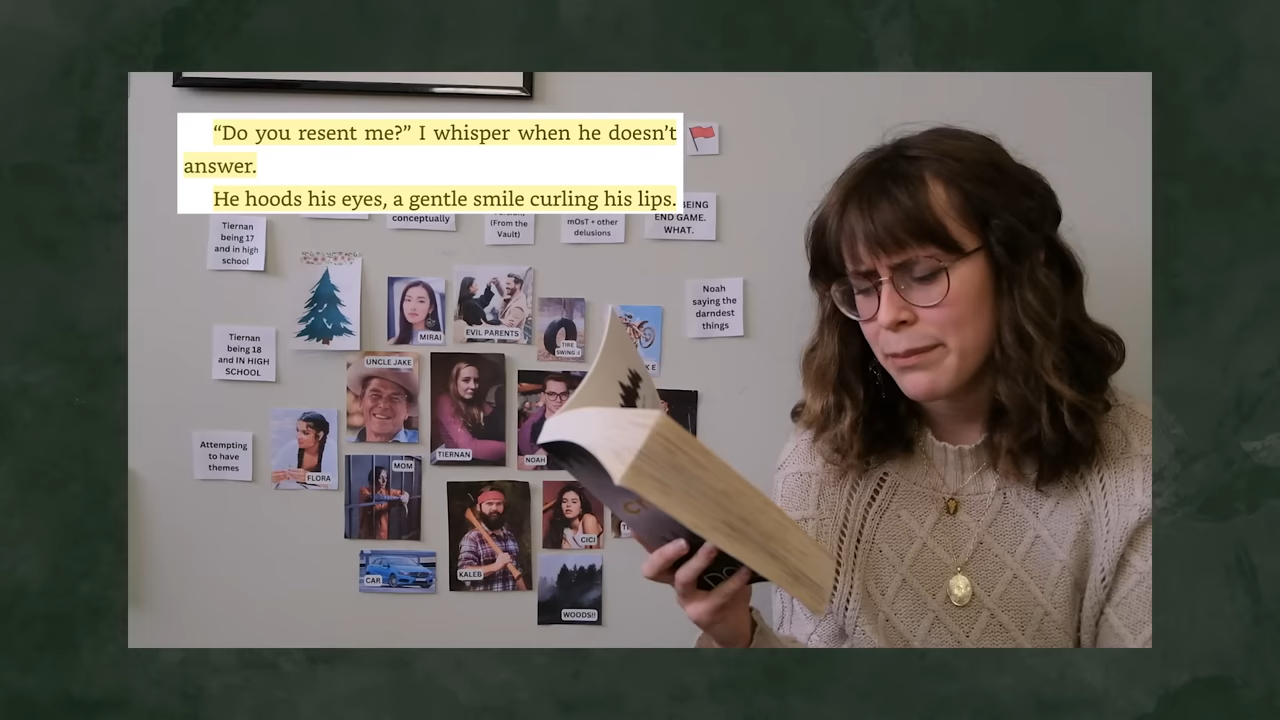 “Do you resent me?” I whisper when he doesn’t
answer.
He hoods his eyes, a gentle smile curling his lips.
BEING
END GAME.
WHAT.
conceptually
(From the
Vault)
mOsT + other
delusions
Tiernan
being 17
and in high
school
Noah
saying the
darndest
things
MIRAI
EVIL PARENTS
TIRE
SWING :(
Tiernan
being 18
and IN HIGH
SCHOOL
UNCLE JAKE
TIERNAN
NOAH
Attempting
to have
themes
FLORA
MOM
KALEB
CICI
CAR
WOODS!!